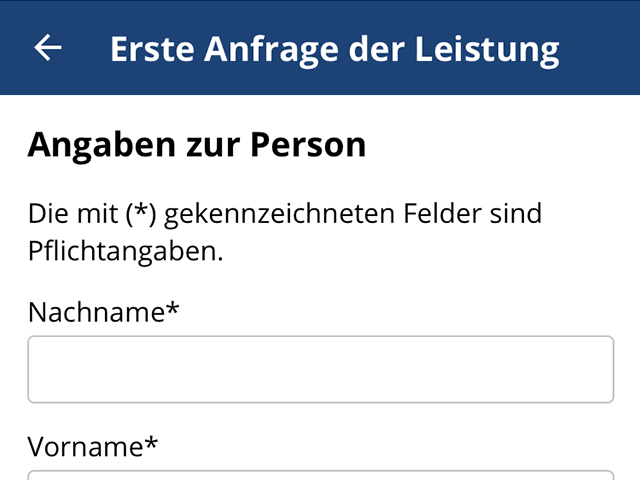 Erste Anfrage der Leistung
Angaben zur Person
Die mit (*) gekennzeichneten Felder sind
Pflichtangaben.
Nachname*
Vorname*